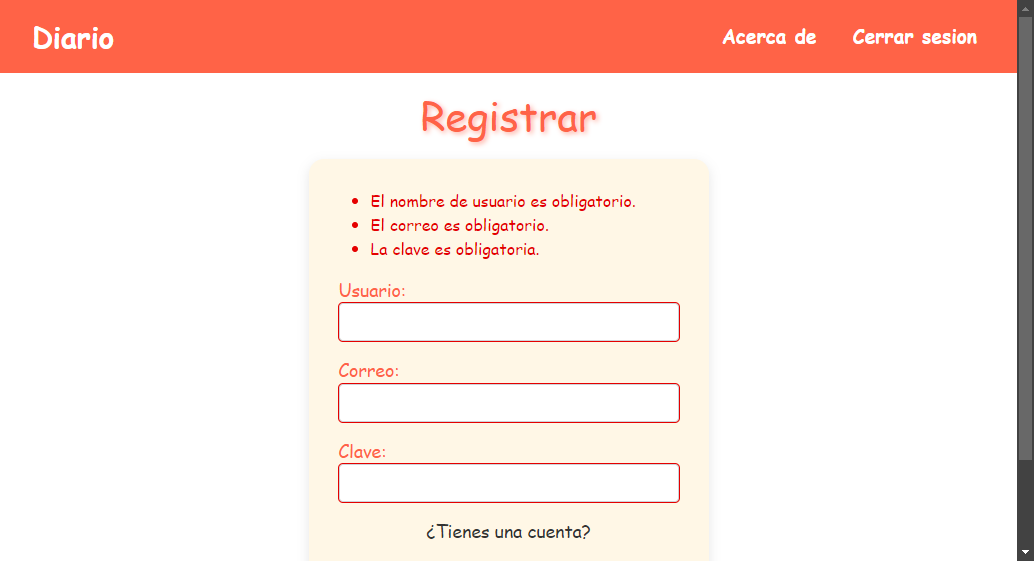 Diario
Acerca de
Cerrar sesion
Registrar
El nombre de usuario es obligatorio.
El correo es obligatorio.
La clave es obligatoria.
Usuario:
Correo:
Clave:
¿Tienes una cuenta?